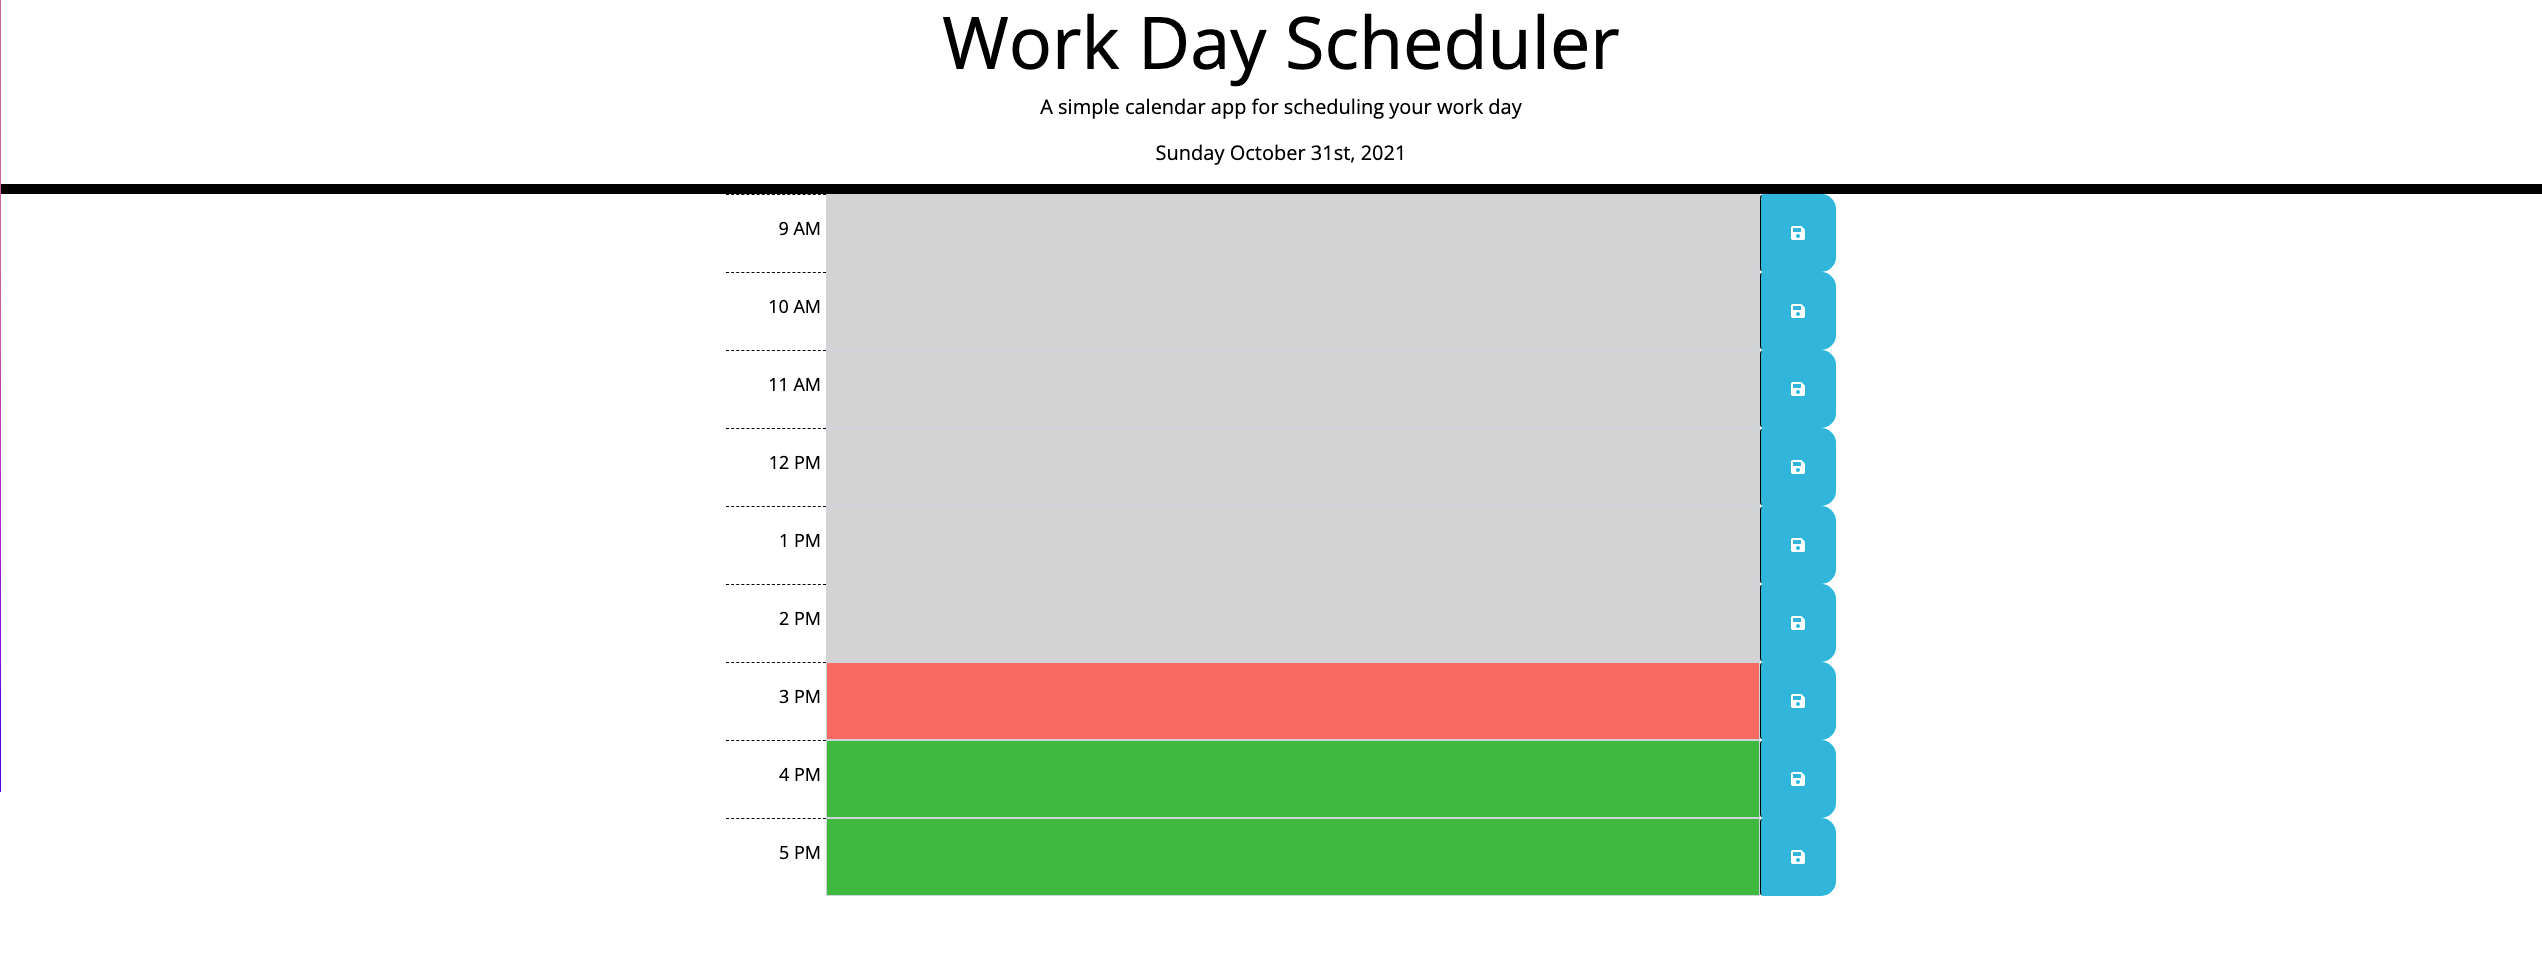 Work Day Scheduler
A simple calendar app for scheduling your work day
Sunday October 31st, 2021
9 AM
10 AM
11 AM
12 PM
1 PM
2 PM
3 PM
4 PM
5 PM